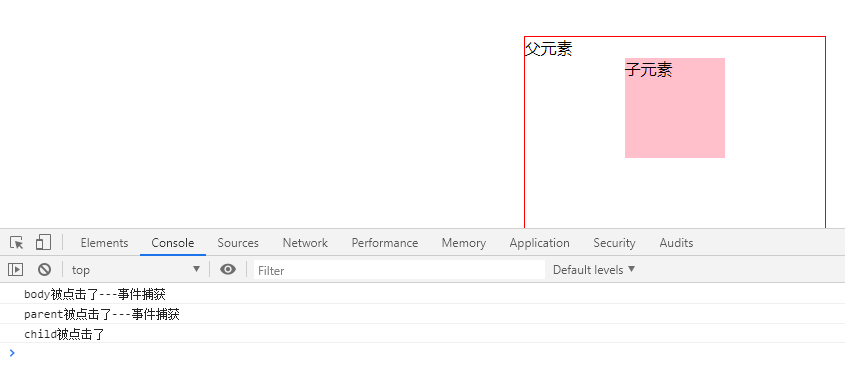 父元素
子元素
Elements Console Sources Network Performance Memory Application Security Audits
top Filter Default levels
body被点击了---事件捕获
parent被点击了---事件捕获
child被点击了